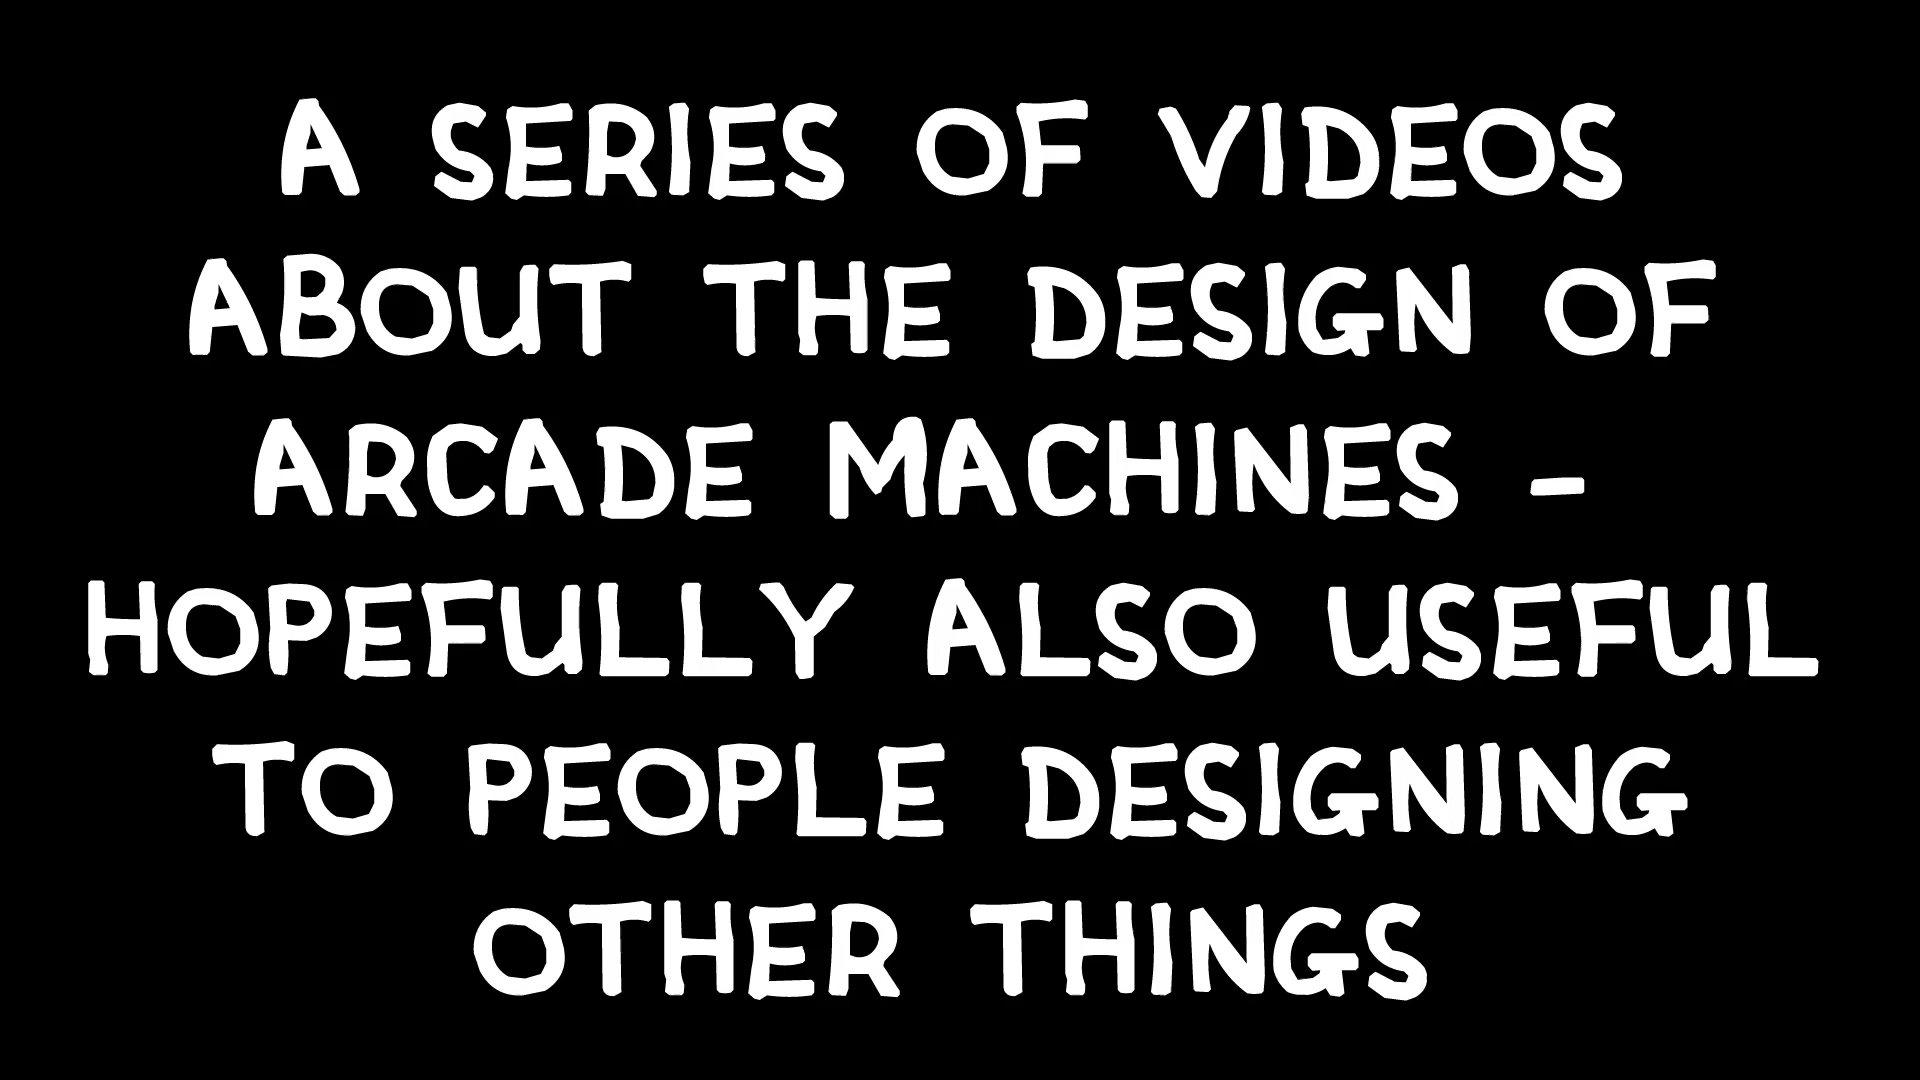 A SERIES OF VIDEOS
ABOUT THE DESIGN OF
ARCADE MACHINES -
HOPEFULLY ALSO USEFUL
TO PEOPLE DESIGNING
OTHER THINGS